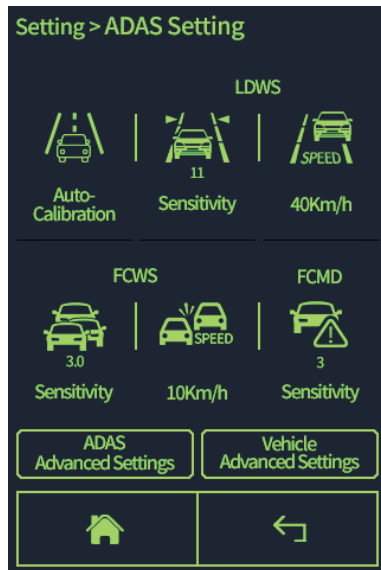 Setting > ADAS Setting
LDWS
SPEED
11
Auto-
Calibration
Sensitivity
40Km/h
FCWS
FCMD
SPEED
3.0
3
Sensitivity
10Km/h
Sensitivity
ADAS
Advanced Settings
Vehicle
Advanced Settings